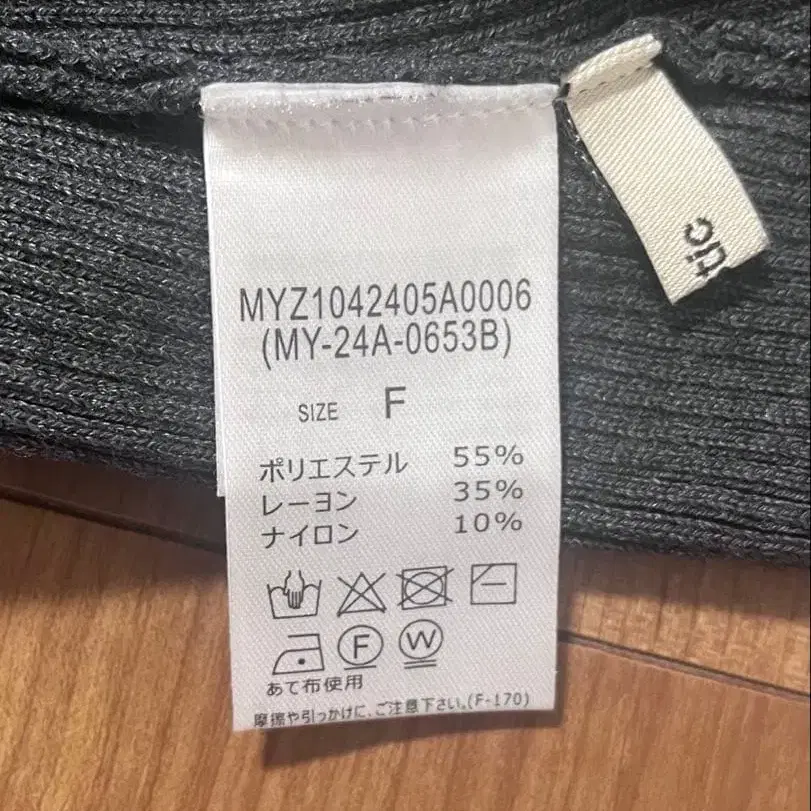 MYZ1042405A0006
(MY-24A-0653B)
SIZE F
ポリエステル 55%
レーヨン 35%
ナイロン 10%
F W
あて布使用
摩擦や引っかけに、ご注意下さい。(F-170)
tic